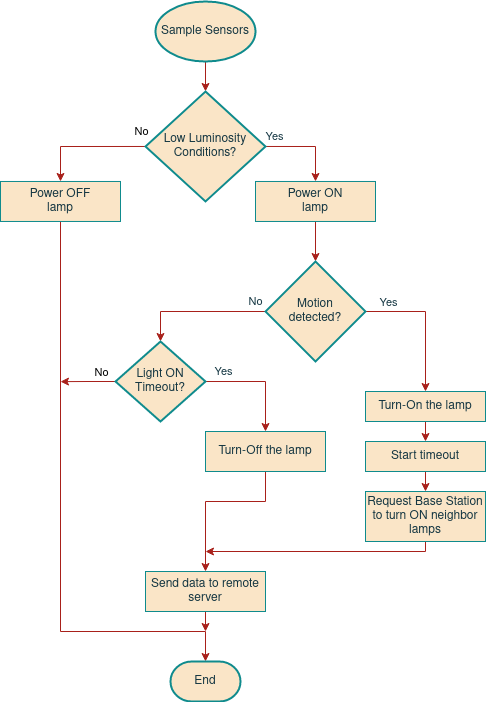 Sample Sensors
Low Luminosity
Conditions?
No
Yes
Power OFF
lamp
Power ON
lamp
Motion
detected?
No
Yes
Light ON
Timeout?
No
Yes
Turn-On the lamp
Turn-Off the lamp
Start timeout
Request Base Station
to turn ON neighbor
lamps
Send data to remote
server
End